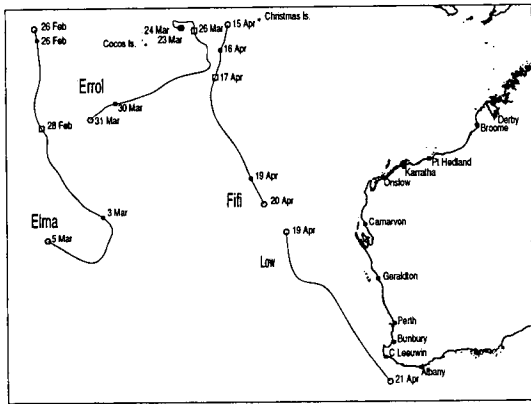 26 Feb
26 Feb
28 Feb
3 Mar
5 Mar
Elma
Cocos Is.
24 Mar
23 Mar
26 Mar
Errol
30 Mar
31 Mar
15 Apr
Christmas Is.
16 Apr
17 Apr
19 Apr
20 Apr
Fifi
19 Apr
Low
21 Apr
Derby
Broome
Pt Hedland
Karratha
Onslow
Carnarvon
Geraldton
Perth
Bunbury
C Leeuwin
Albany